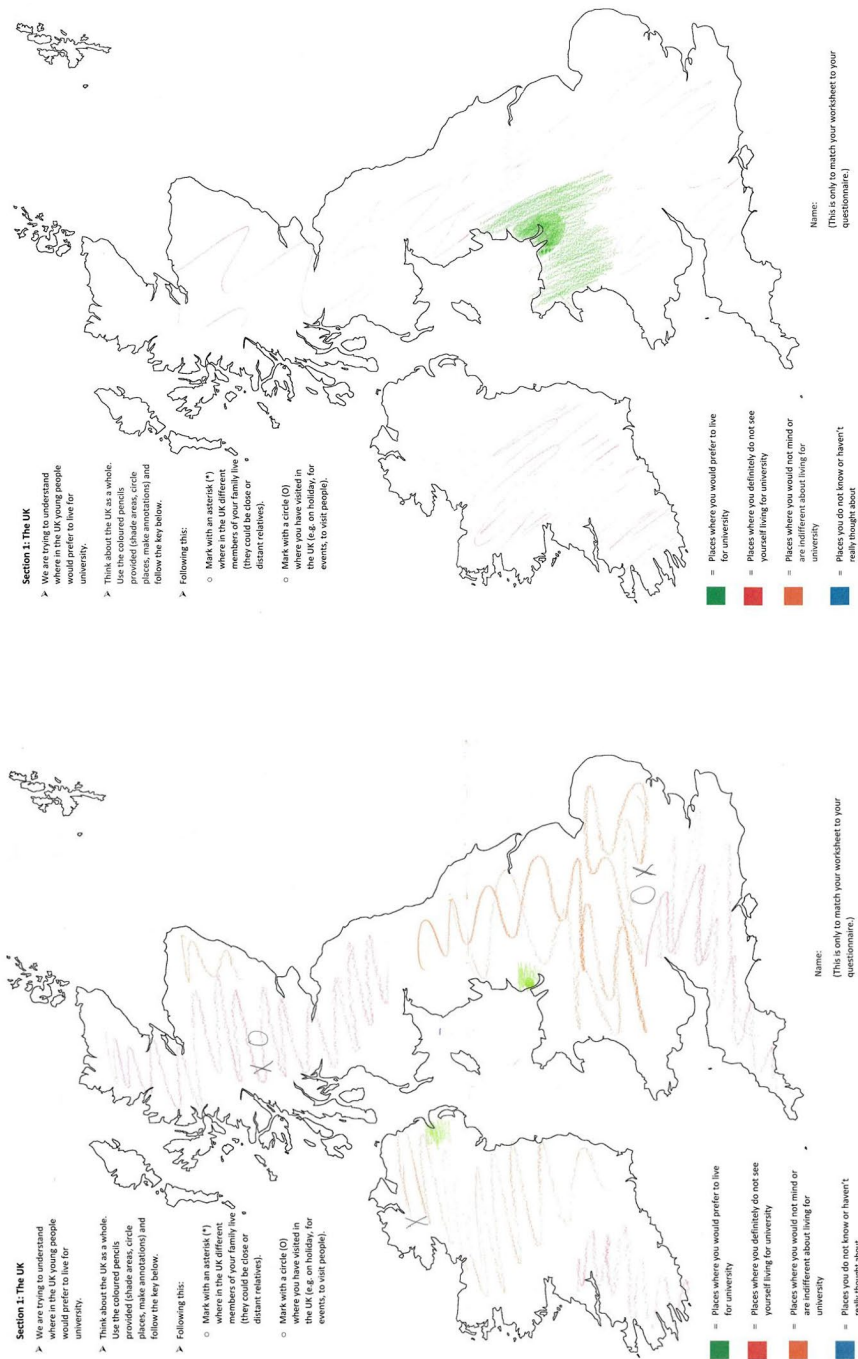 Section 1: The UK
➢ We are trying to understand
where in the UK young people
would prefer to live for
university.
➢ Think about the UK as a whole.
Use the coloured pencils
provided (shade areas, circle
places, make annotations) and
follow the key below.
➢ Following this:
○ Mark with an asterisk (*)
where in the UK different
members of your family live
(they could be close or
distant relatives).
○ Mark with a circle (O)
where you have visited in
the UK (e.g. on holiday, for
events, to visit people).
= Places where you would prefer to live
for university
= Places where you definitely do not see
yourself living for university
= Places where you would not mind or
are indifferent about living for
university
= Places you do not know or haven't
really thought about
Name:
(This is only to match your worksheet to your
questionnaire.)
Section 1: The UK
➢ We are trying to understand
where in the UK young people
would prefer to live for
university.
➢ Think about the UK as a whole.
Use the coloured pencils
provided (shade areas, circle
places, make annotations) and
follow the key below.
➢ Following this:
○ Mark with an asterisk (*)
where in the UK different
members of your family live
(they could be close or
distant relatives).
○ Mark with a circle (O)
where you have visited in
the UK (e.g. on holiday, for
events, to visit people).
X O
X
O X
= Places where you would prefer to live
for university
= Places where you definitely do not see
yourself living for university
= Places where you would not mind or
are indifferent about living for
university
= Places you do not know or haven't
really thought about
Name:
(This is only to match your worksheet to your
questionnaire.)